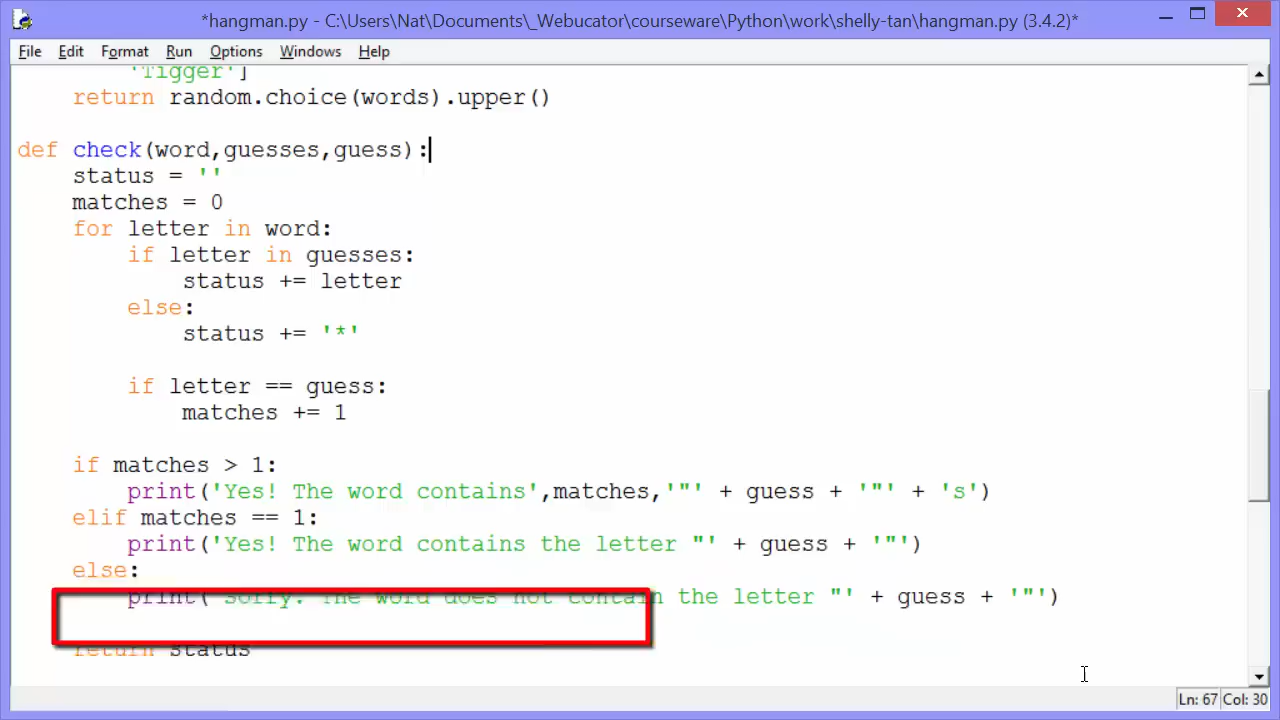 *hangman.py - C:\Users\Nat\Documents\_Webucator\courseware\Python\work\shelly-tan\hangman.py (3.4.2)*
File Edit Format Run Options Windows Help
'Tigger']
return random.choice(words).upper()
def check(word,guesses,guess):
status = ''
matches = 0
for letter in word:
if letter in guesses:
status += letter
else:
status += '*'
if letter == guess:
matches += 1
if matches > 1:
print('Yes! The word contains',matches,'"' + guess + '"' + 's')
elif matches == 1:
print('Yes! The word contains the letter "' + guess + '"')
else:
print('Sorry. The word does not contain the letter "' + guess + '"')
return status
Ln: 67 Col: 30